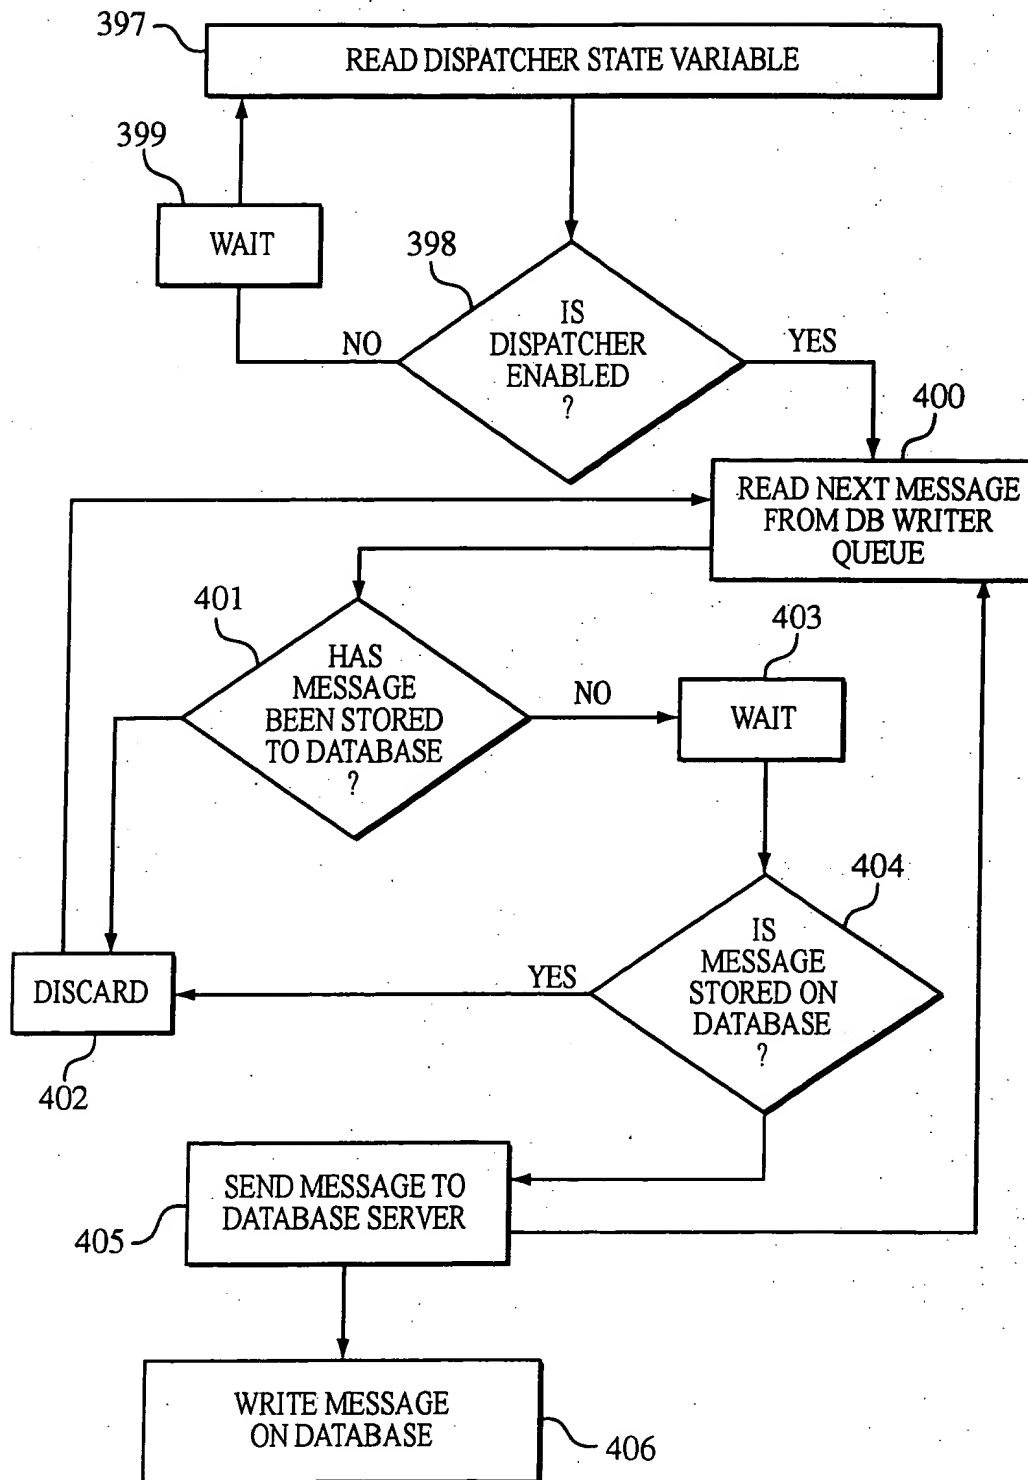 397
READ DISPATCHER STATE VARIABLE
399
WAIT
398
IS
DISPATCHER
ENABLED
?
NO
YES
400
READ NEXT MESSAGE
FROM DB WRITER
QUEUE
401
HAS
MESSAGE
BEEN STORED
TO DATABASE
?
NO
403
WAIT
404
IS
MESSAGE
STORED ON
DATABASE
?
YES
DISCARD
402
SEND MESSAGE TO
DATABASE SERVER
405
WRITE MESSAGE
ON DATABASE
406